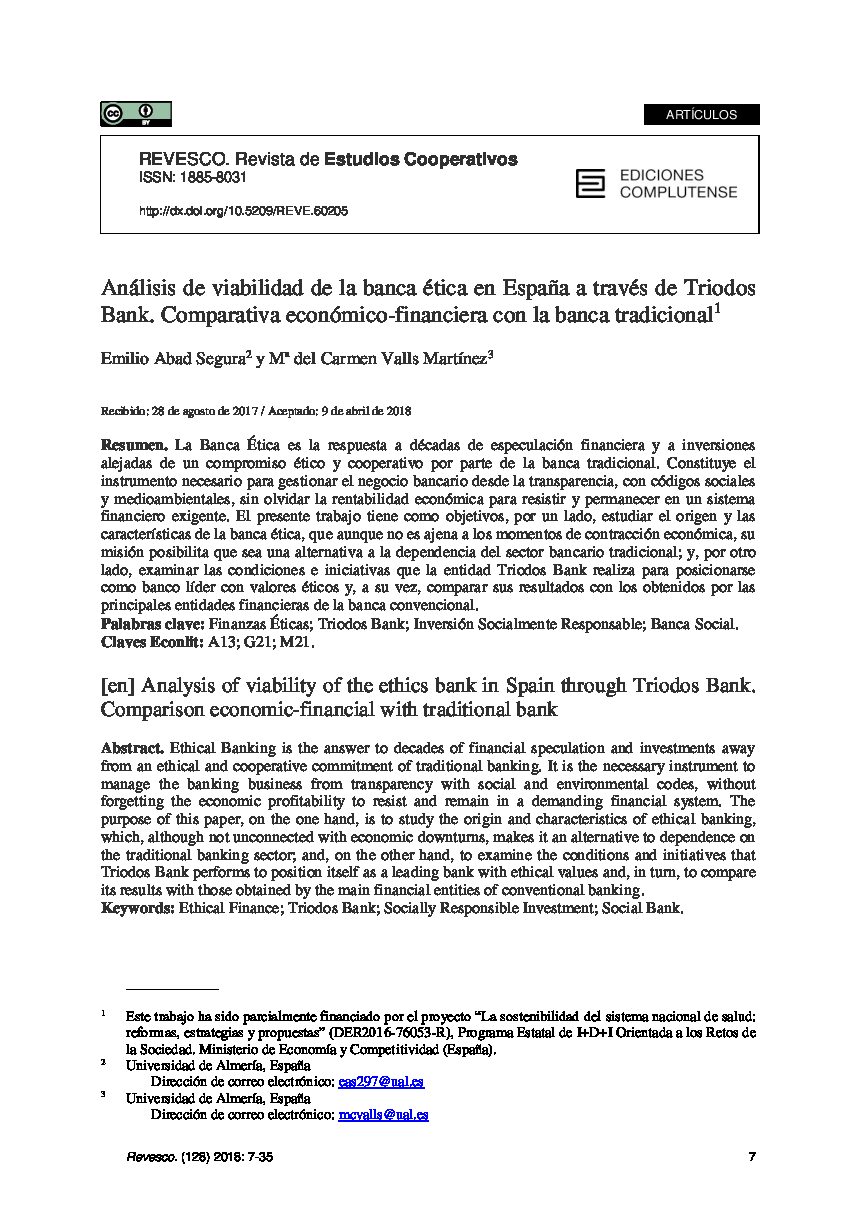 cc BY
ARTÍCULOS
REVESCO. Revista de Estudios Cooperativos
ISSN: 1885-8031
http://dx.doi.org/10.5209/REVE.60205
EDICIONES
COMPLUTENSE
Análisis de viabilidad de la banca ética en España a través de Triodos
Bank. Comparativa económico-financiera con la banca tradicional1
Emilio Abad Segura2 y Mª del Carmen Valls Martínez3
Recibido: 28 de agosto de 2017 / Aceptado: 9 de abril de 2018
Resumen. La Banca Ética es la respuesta a décadas de especulación financiera y a inversiones
alejadas de un compromiso ético y cooperativo por parte de la banca tradicional. Constituye el
instrumento necesario para gestionar el negocio bancario desde la transparencia, con códigos sociales
y medioambientales, sin olvidar la rentabilidad económica para resistir y permanecer en un sistema
financiero exigente. El presente trabajo tiene como objetivos, por un lado, estudiar el origen y las
características de la banca ética, que aunque no es ajena a los momentos de contracción económica, su
misión posibilita que sea una alternativa a la dependencia del sector bancario tradicional; y, por otro
lado, examinar las condiciones e iniciativas que la entidad Triodos Bank realiza para posicionarse
como banco líder con valores éticos y, a su vez, comparar sus resultados con los obtenidos por las
principales entidades financieras de la banca convencional.
Palabras clave: Finanzas Éticas; Triodos Bank; Inversión Socialmente Responsable; Banca Social.
Claves Econlit: A13; G21; M21.
[en] Analysis of viability of the ethics bank in Spain through Triodos Bank.
Comparison economic-financial with traditional bank
Abstract. Ethical Banking is the answer to decades of financial speculation and investments away
from an ethical and cooperative commitment of traditional banking. It is the necessary instrument to
manage the banking business from transparency with social and environmental codes, without
forgetting the economic profitability to resist and remain in a demanding financial system. The
purpose of this paper, on the one hand, is to study the origin and characteristics of ethical banking,
which, although not unconnected with economic downturns, makes it an alternative to dependence on
the traditional banking sector; and, on the other hand, to examine the conditions and initiatives that
Triodos Bank performs to position itself as a leading bank with ethical values and, in turn, to compare
its results with those obtained by the main financial entities of conventional banking.
Keywords: Ethical Finance; Triodos Bank; Socially Responsible Investment; Social Bank.
1 Este trabajo ha sido parcialmente financiado por el proyecto “La sostenibilidad del sistema nacional de salud:
reformas, estrategias y propuestas” (DER2016-76053-R), Programa Estatal de I+D+I Orientada a los Retos de
la Sociedad. Ministerio de Economía y Competitividad (España).
2 Universidad de Almería, España
Dirección de correo electrónico: eas297@ual.es
3 Universidad de Almería, España
Dirección de correo electrónico: mcvalls@ual.es
Revesco. (128) 2018: 7-35
7